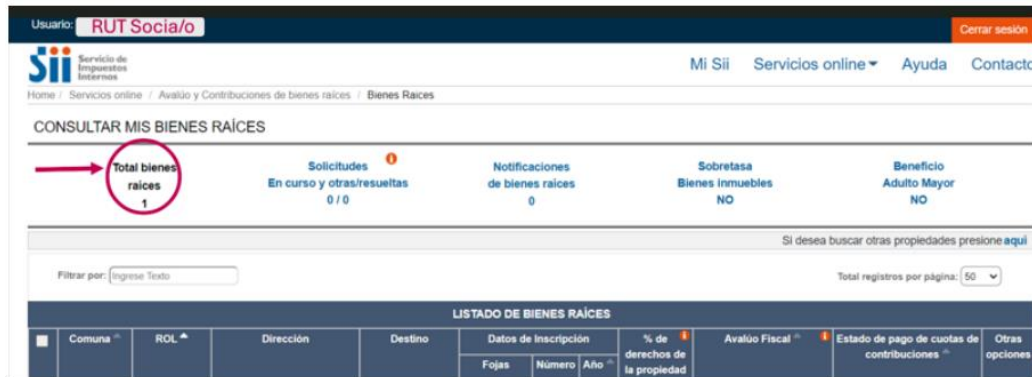 Usuario: RUT Socia/o Cerrar sesión
Sii Servicio de Impuestos Internos
Mi Sii Servicios online Ayuda Contacto
Home / Servicios online / Avalúo y Contribuciones de bienes raíces / Bienes Raices
CONSULTAR MIS BIENES RAÍCES
Total bienes
raices
1
Solicitudes
En curso y otras/resueltas
0 / 0
Notificaciones
de bienes raices
0
Sobretasa
Bienes inmuebles
NO
Beneficio
Adulto Mayor
NO
Si desea buscar otras propiedades presione aquí
Filtrar por: Ingrese Texto Total registros por página: 50
LISTADO DE BIENES RAÍCES
Comuna ROL Dirección Destino Datos de Inscripción % de derechos de la propiedad Avalúo Fiscal Estado de pago de cuotas de contribuciones Otras opciones
Fojas Número Año